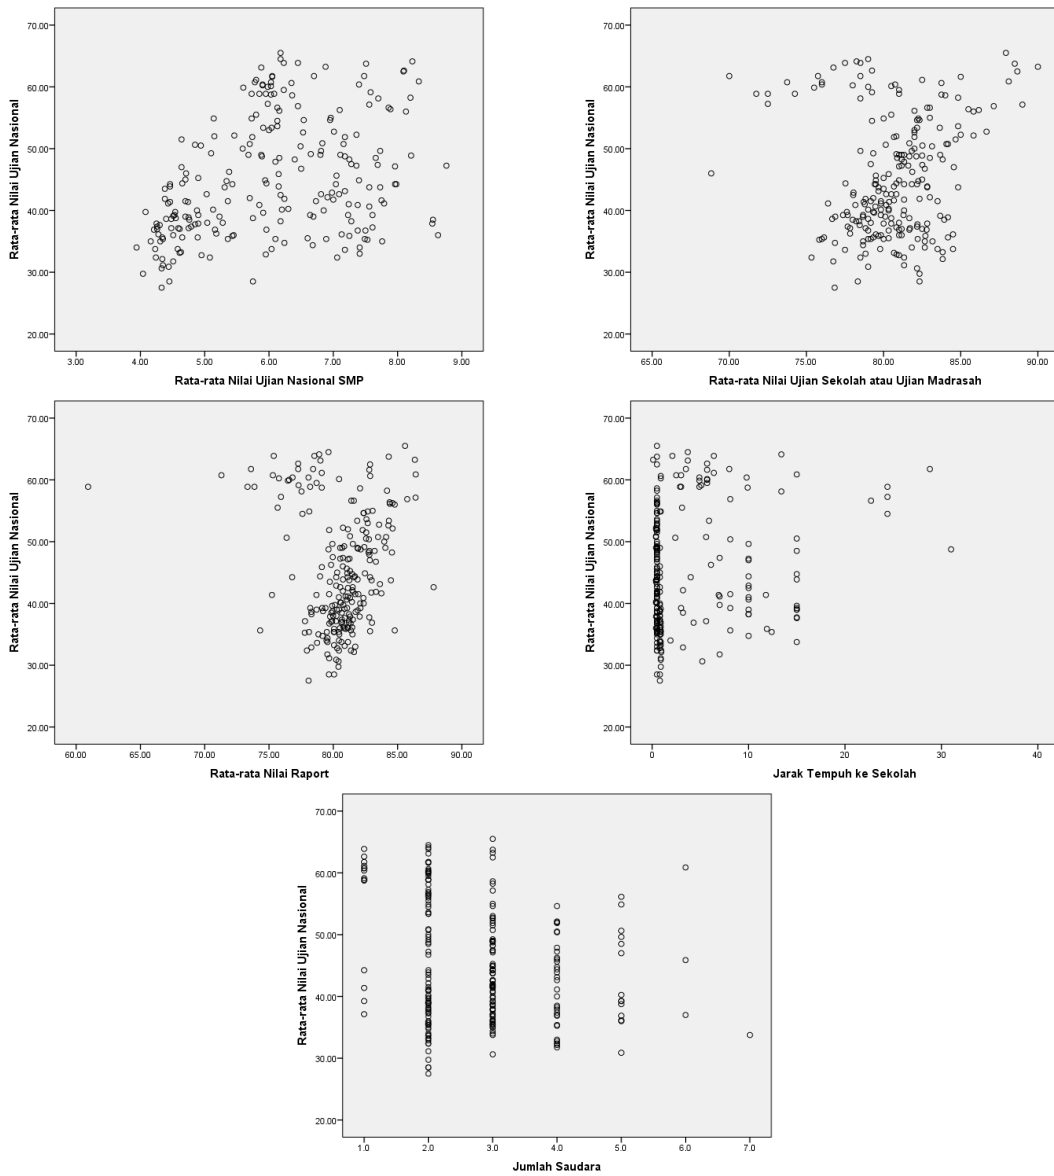 Rata-rata Nilai Ujian Nasional
70.00
60.00
50.00
40.00
30.00
20.00
3.00 4.00 5.00 6.00 7.00 8.00 9.00
Rata-rata Nilai Ujian Nasional SMP
Rata-rata Nilai Ujian Nasional
70.00
60.00
50.00
40.00
30.00
20.00
65.00 70.00 75.00 80.00 85.00 90.00
Rata-rata Nilai Ujian Sekolah atau Ujian Madrasah
Rata-rata Nilai Ujian Nasional
70.00
60.00
50.00
40.00
30.00
20.00
60.00 65.00 70.00 75.00 80.00 85.00 90.00
Rata-rata Nilai Raport
Rata-rata Nilai Ujian Nasional
70.00
60.00
50.00
40.00
30.00
20.00
0 10 20 30 40
Jarak Tempuh ke Sekolah
Rata-rata Nilai Ujian Nasional
70.00
60.00
50.00
40.00
30.00
20.00
1.0 2.0 3.0 4.0 5.0 6.0 7.0
Jumlah Saudara